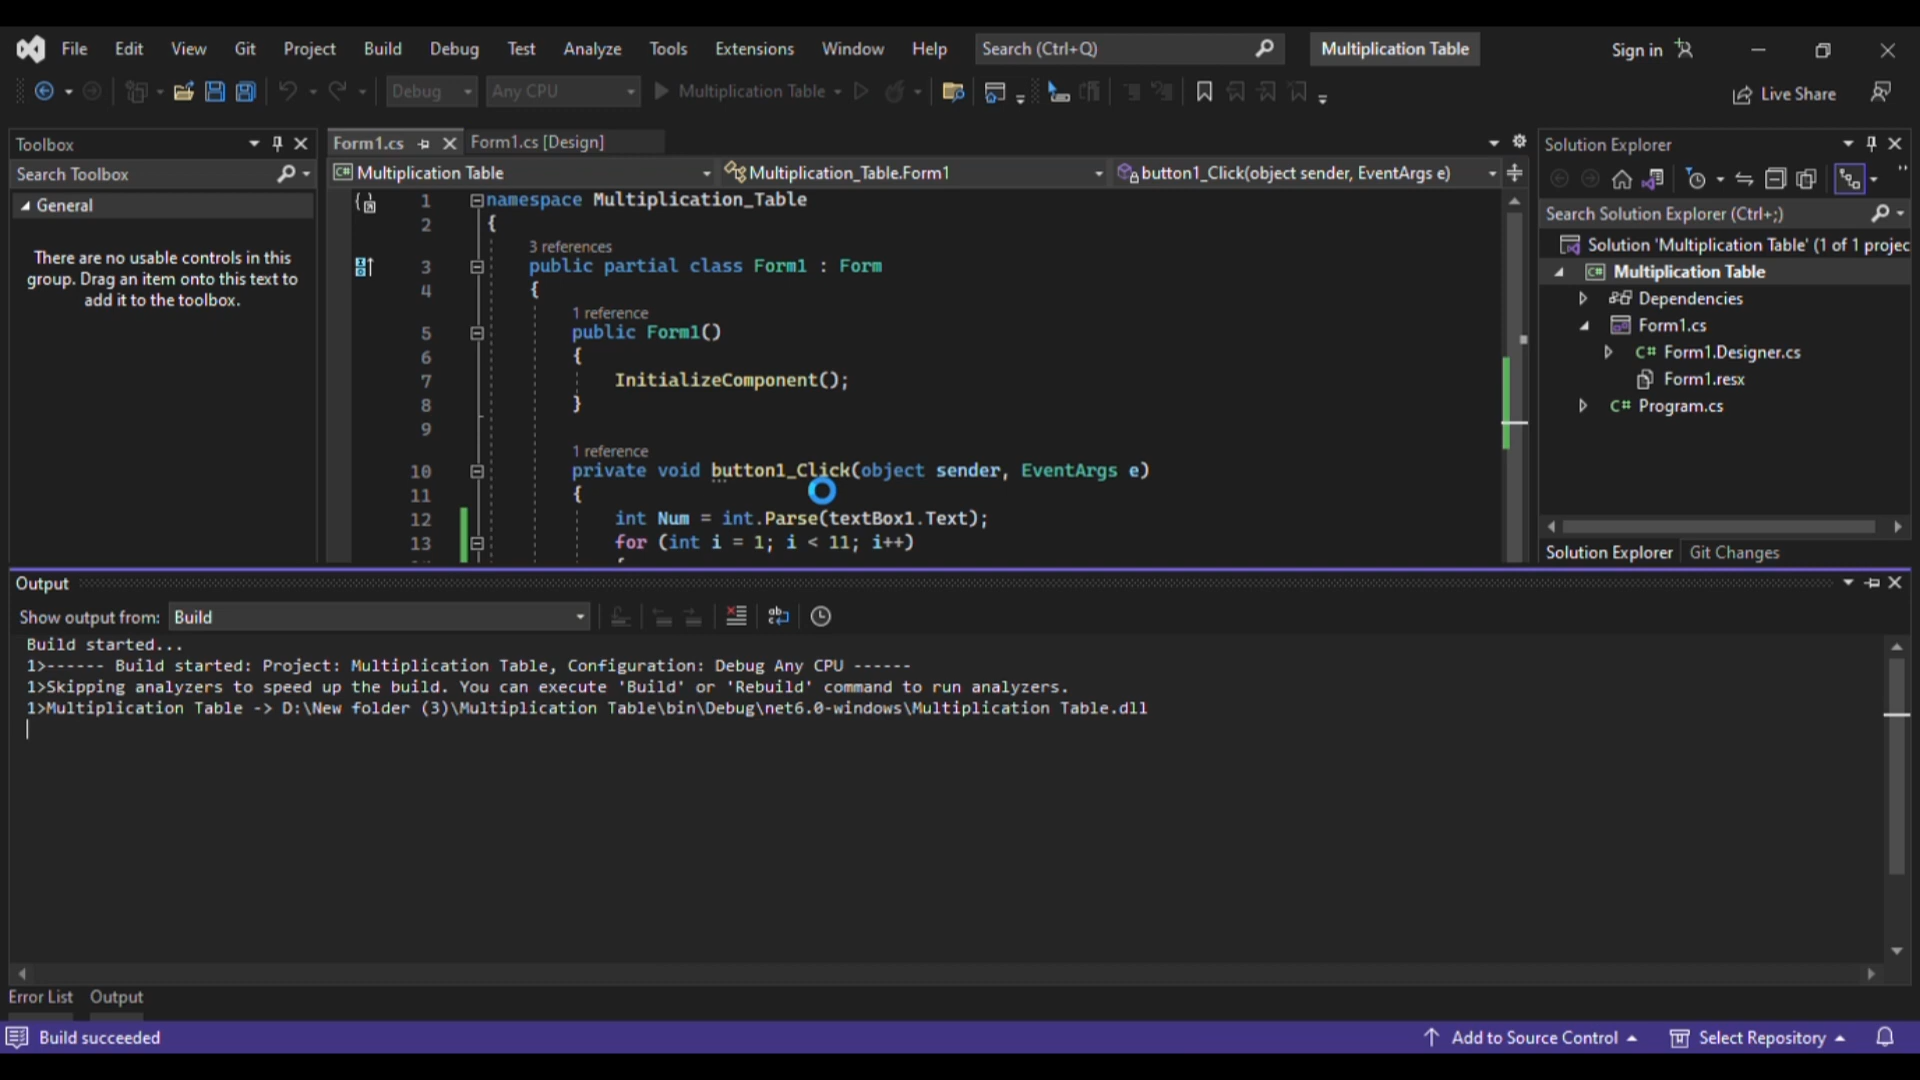 File Edit View Git Project Build Debug Test Analyze Tools Extensions Window Help Search (Ctrl+Q) Multiplication Table Sign in
Debug Any CPU Multiplication Table Live Share
Toolbox
Search Toolbox
General
There are no usable controls in this
group. Drag an item onto this text to
add it to the toolbox.
Form1.cs Form1.cs [Design]
Multiplication Table Multiplication_Table.Form1 button1_Click(object sender, EventArgs e)
1 namespace Multiplication_Table
2 {
3 references
3 public partial class Form1 : Form
4 {
1 reference
5 public Form1()
6 {
7 InitializeComponent();
8 }
9
1 reference
10 private void button1_Click(object sender, EventArgs e)
11 {
12 int Num = int.Parse(textBox1.Text);
13 for (int i = 1; i < 11; i++)
Solution Explorer
Search Solution Explorer (Ctrl+;)
Solution 'Multiplication Table' (1 of 1 projec
C# Multiplication Table
Dependencies
Form1.cs
C# Form1.Designer.cs
Form1.resx
C# Program.cs
Solution Explorer Git Changes
Output
Show output from: Build
Build started...
1>------ Build started: Project: Multiplication Table, Configuration: Debug Any CPU ------
1>Skipping analyzers to speed up the build. You can execute 'Build' or 'Rebuild' command to run analyzers.
1>Multiplication Table -> D:\New folder (3)\Multiplication Table\bin\Debug\net6.0-windows\Multiplication Table.dll
Error List Output
Build succeeded Add to Source Control Select Repository